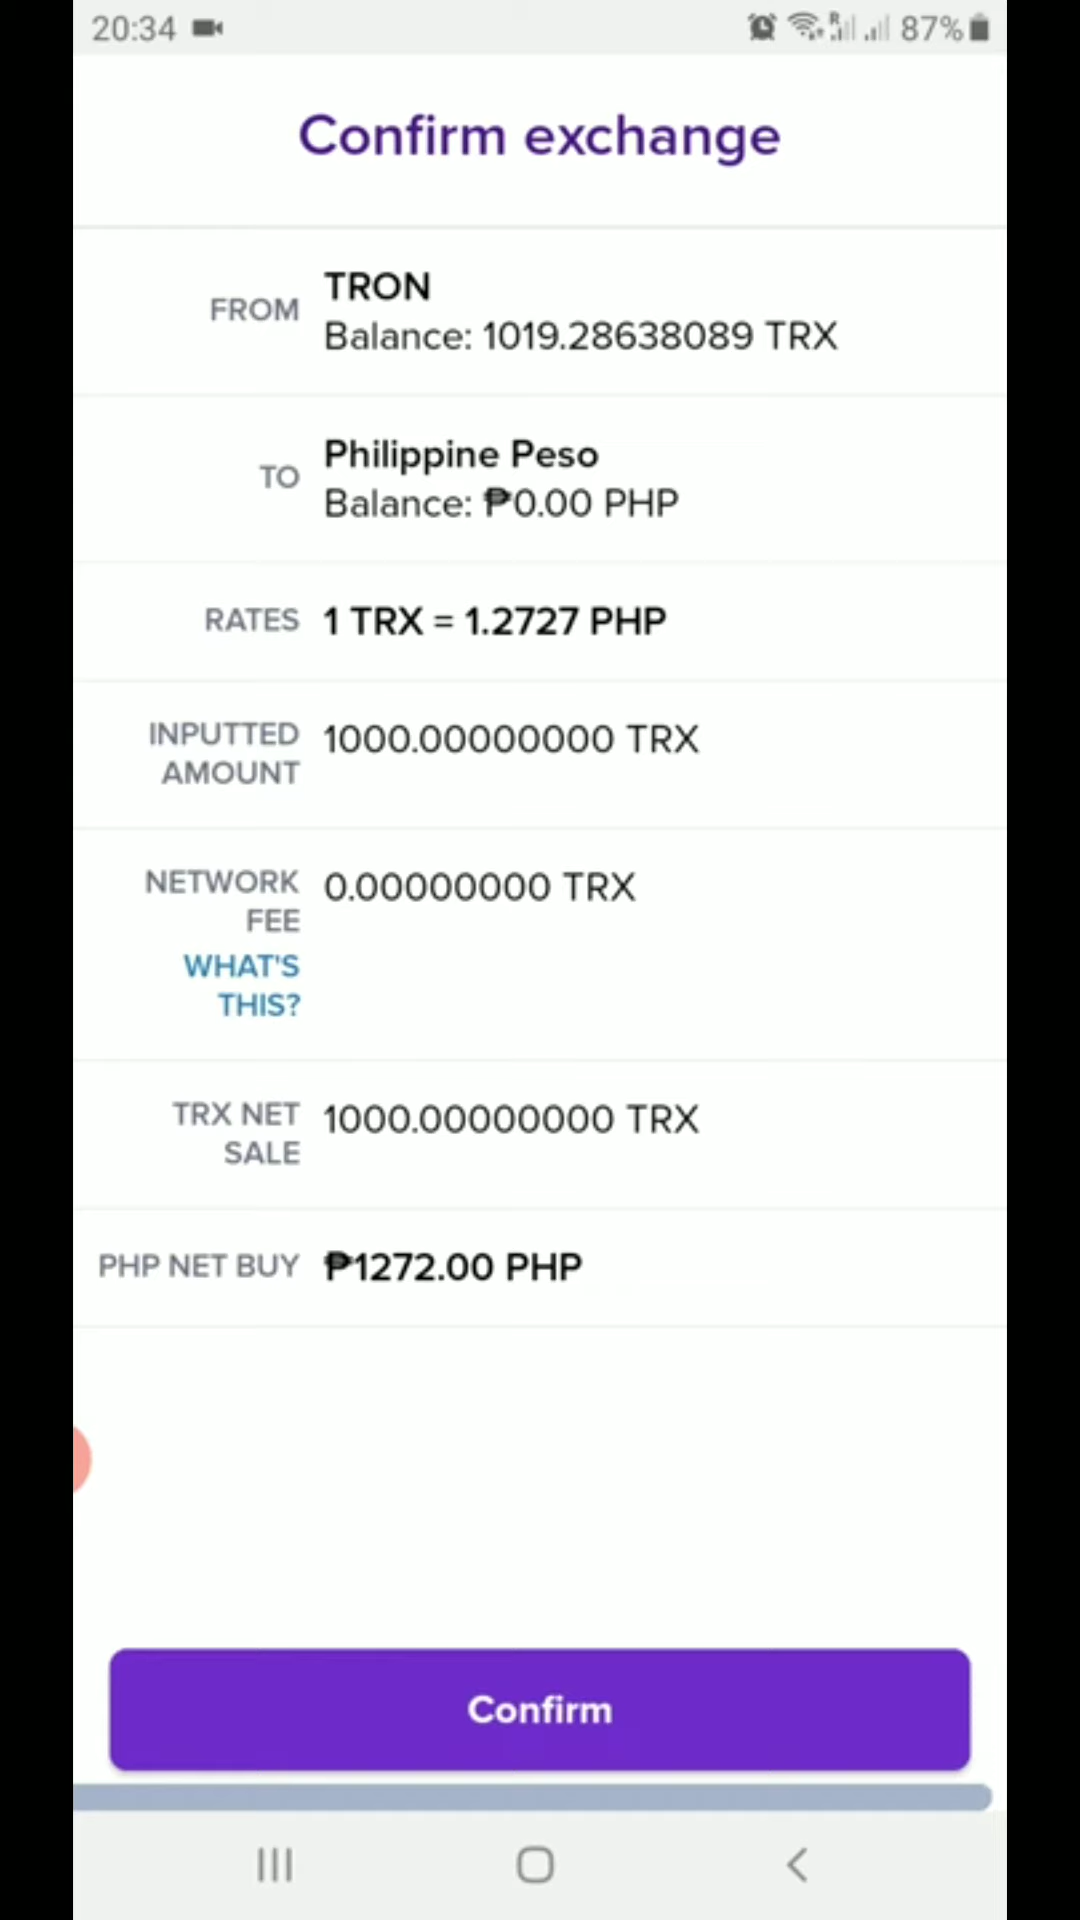 20:34 87%
Confirm exchange
FROM
TRON
Balance: 1019.28638089 TRX
TO
Philippine Peso
Balance: ₱0.00 PHP
RATES 1 TRX = 1.2727 PHP
INPUTTED
AMOUNT
1000.00000000 TRX
NETWORK
FEE
0.00000000 TRX
WHAT'S
THIS?
TRX NET
SALE
1000.00000000 TRX
PHP NET BUY ₱1272.00 PHP
Confirm